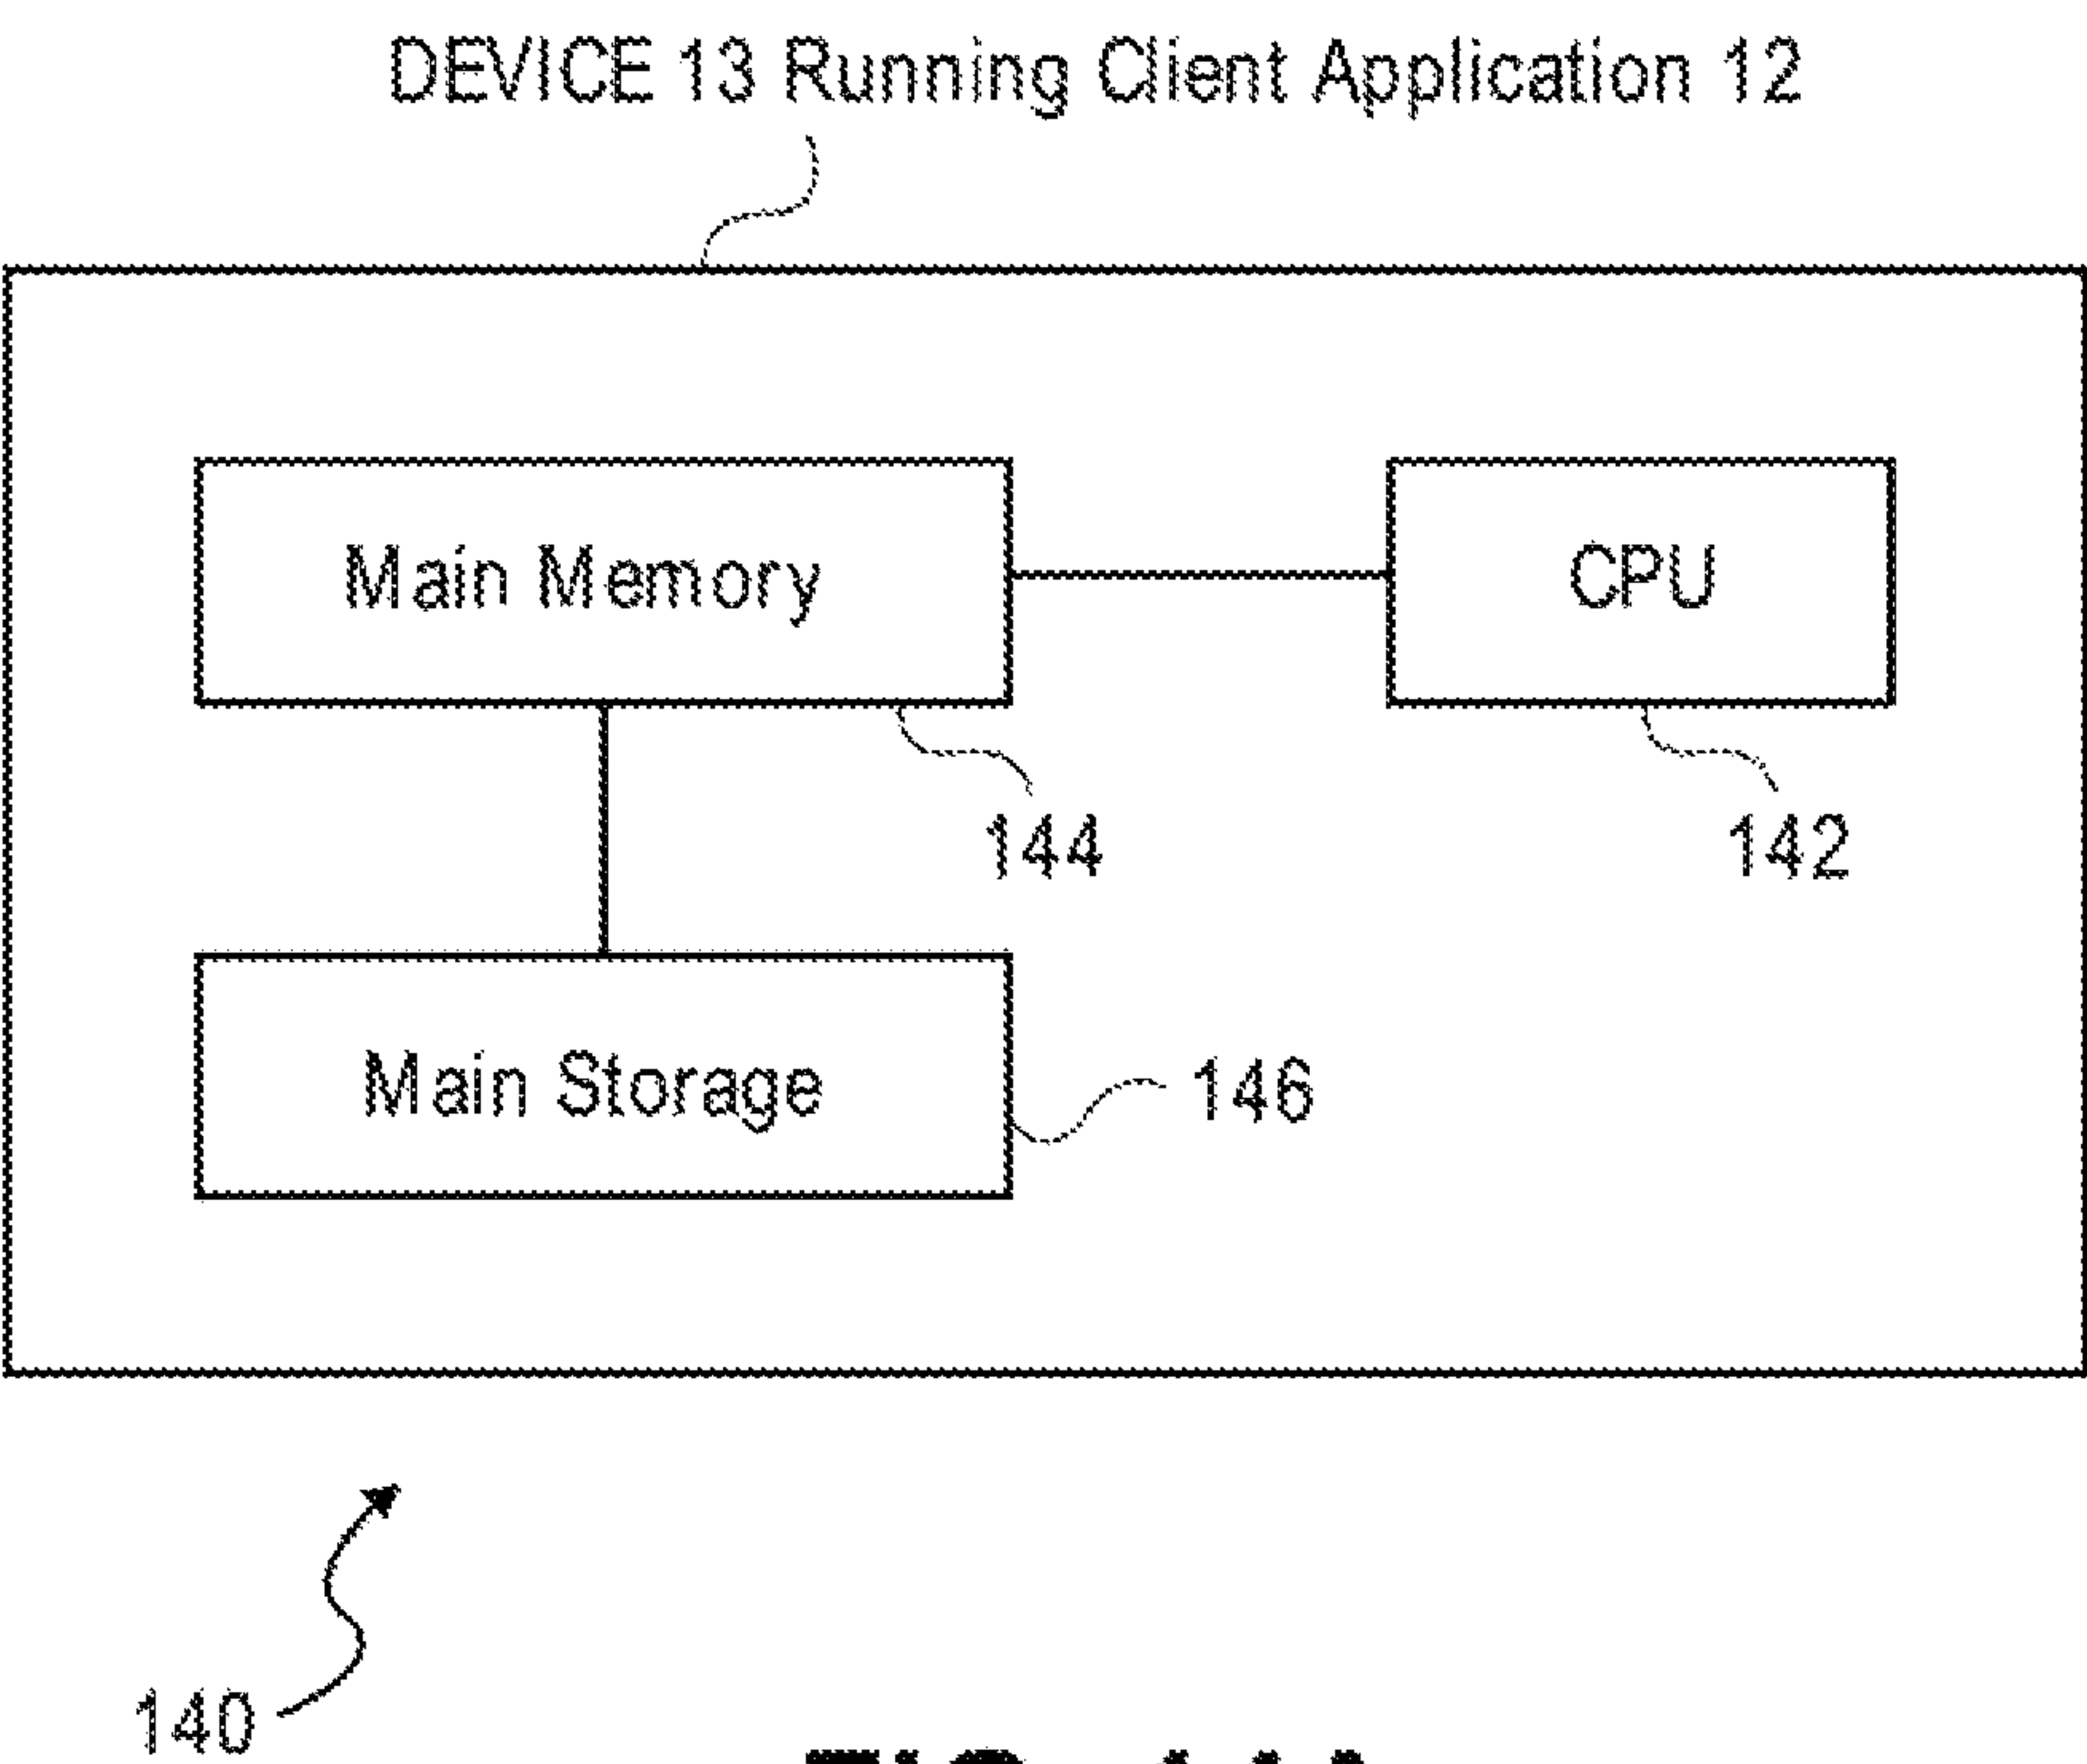 DEVICE 13 Running Client Application 12
Main Memory
CPU
144
142
Main Storage
146
140